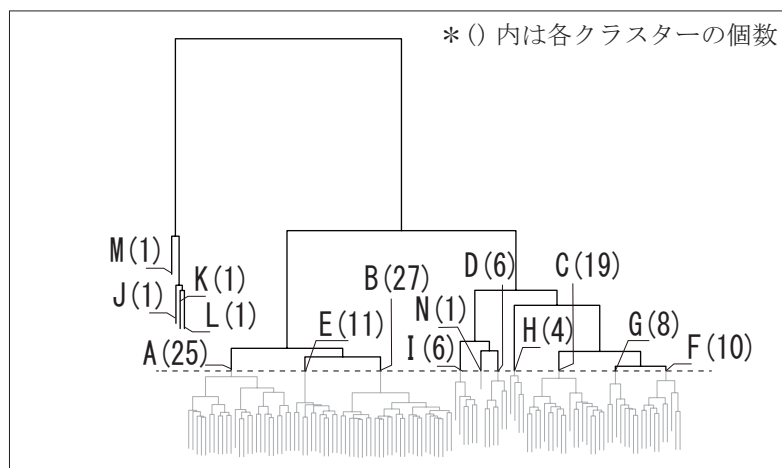 ＊() 内は各クラスターの個数
M(1)
K(1)
J(1)
L(1)
A(25)
E(11)
B(27)
I(6)
N(1)
D(6)
H(4)
C(19)
G(8)
F(10)